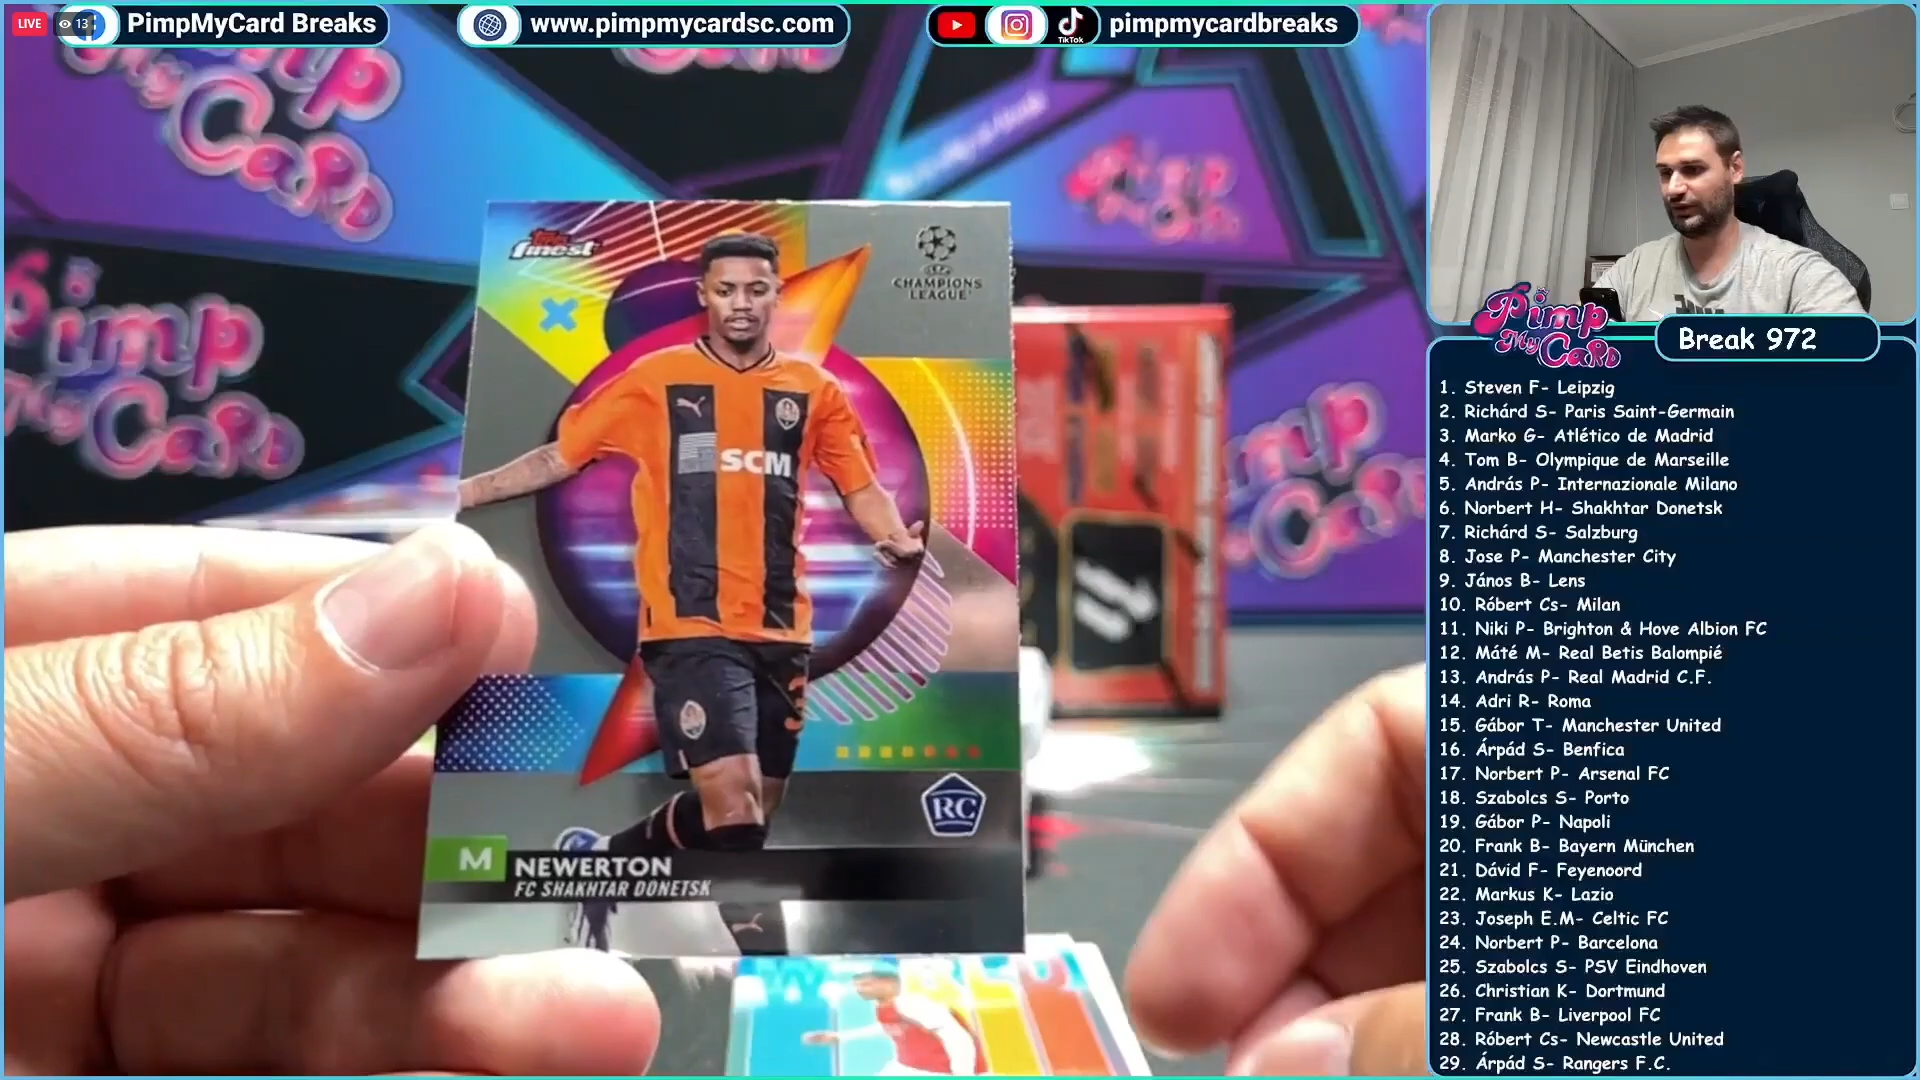 LIVE 13 PimpMyCard Breaks
www.pimpmycardsc.com
TikTok
pimpmycardbreaks
Topps
finest
UEFA
CHAMPIONS
LEAGUE
SCM
3
RC
M NEWERTON
FC SHAKHTAR DONETSK
Pimp
My
CaRD
Break 972
1. Steven F- Leipzig
2. Richárd S- Paris Saint-Germain
3. Marko G- Atlético de Madrid
4. Tom B- Olympique de Marseille
5. András P- Internazionale Milano
6. Norbert H- Shakhtar Donetsk
7. Richárd S- Salzburg
8. Jose P- Manchester City
9. János B- Lens
10. Róbert Cs- Milan
11. Niki P- Brighton & Hove Albion FC
12. Máté M- Real Betis Balompié
13. András P- Real Madrid C.F.
14. Adri R- Roma
15. Gábor T- Manchester United
16. Árpád S- Benfica
17. Norbert P- Arsenal FC
18. Szabolcs S- Porto
19. Gábor P- Napoli
20. Frank B- Bayern München
21. Dávid F- Feyenoord
22. Markus K- Lazio
23. Joseph E.M- Celtic FC
24. Norbert P- Barcelona
25. Szabolcs S- PSV Eindhoven
26. Christian K- Dortmund
27. Frank B- Liverpool FC
28. Róbert Cs- Newcastle United
29. Árpád S- Rangers F.C.